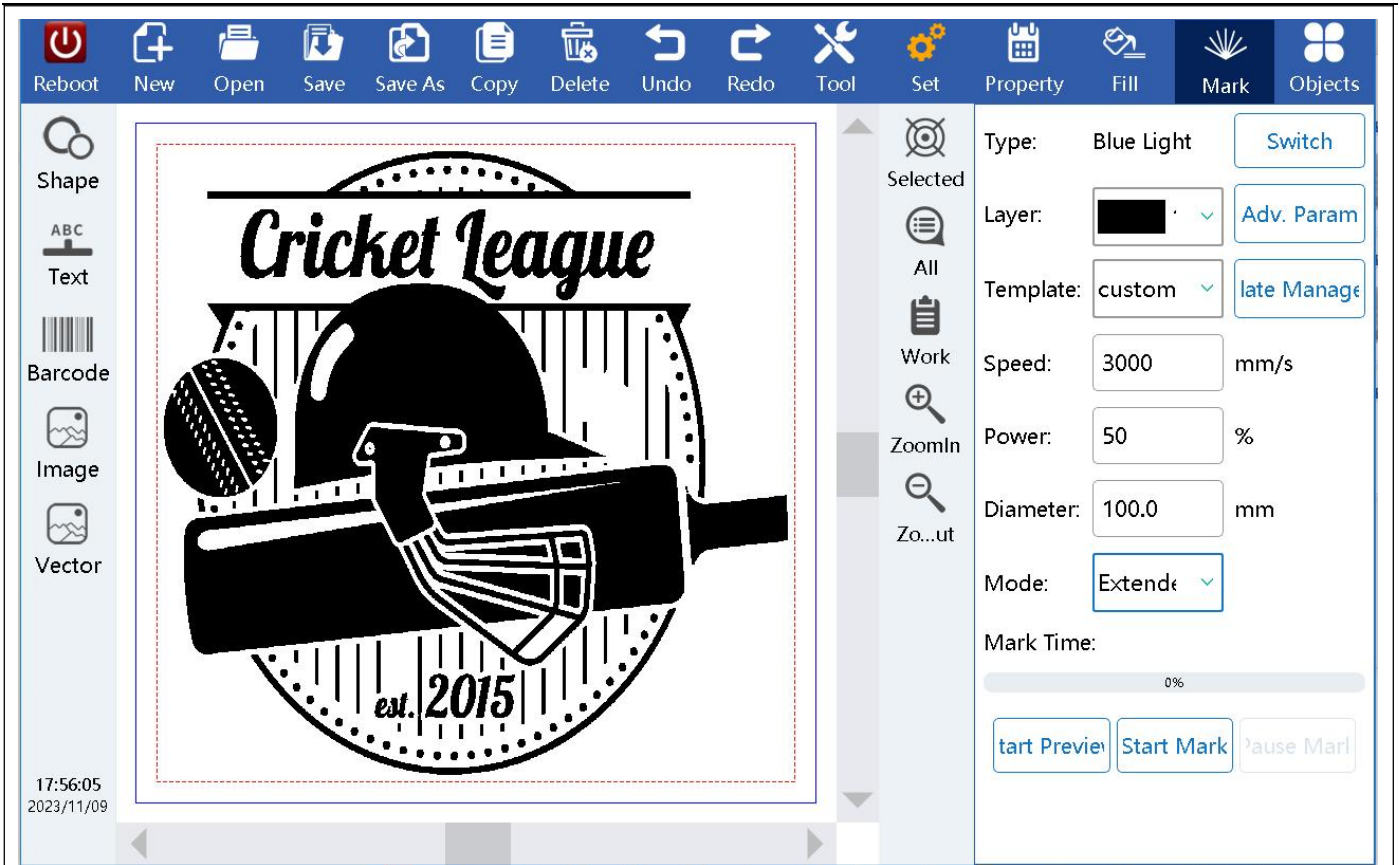 Reboot New Open Save Save As Copy Delete Undo Redo Tool Set Property Fill Mark Objects
Shape
ABC
Text
Barcode
Image
Vector
17:56:05
2023/11/09
Cricket League
est. 2015
Selected
All
Work
ZoomIn
Zo...ut
Type: Blue Light Switch
Layer: Adv. Param
Template: custom late Manage
Speed: 3000 mm/s
Power: 50 %
Diameter: 100.0 mm
Mode: Extende
Mark Time:
0%
tart Previe Start Mark Pause Marl